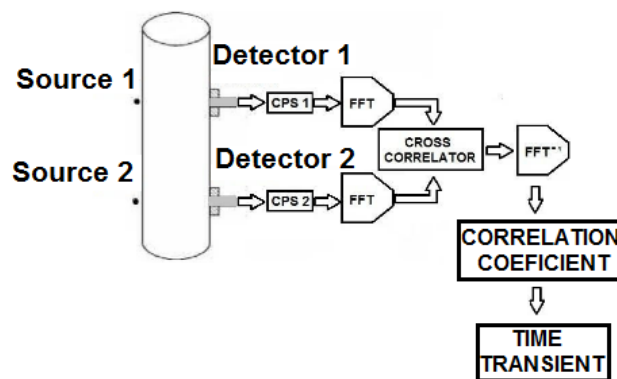 Detector 1
Source 1
CPS 1
FFT
Detector 2
CROSS
CORRELATOR
FFT⁻¹
Source 2
CPS 2
FFT
CORRELATION
COEFICIENT
TIME
TRANSIENT